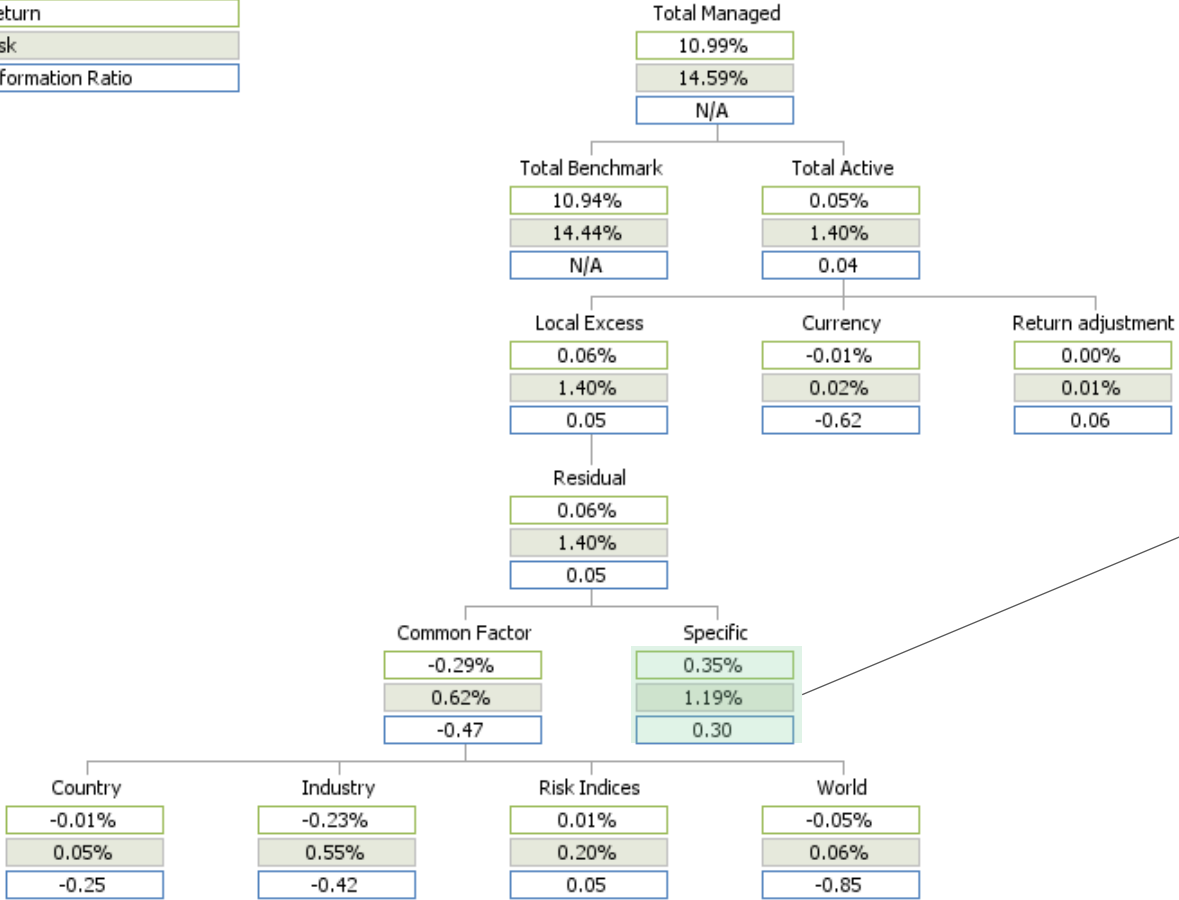 eturn
sk
formation Ratio
Total Managed
10.99%
14.59%
N/A
Total Benchmark
10.94%
14.44%
N/A
Total Active
0.05%
1.40%
0.04
Local Excess
0.06%
1.40%
0.05
Currency
-0.01%
0.02%
-0.62
Return adjustment
0.00%
0.01%
0.06
Residual
0.06%
1.40%
0.05
Common Factor
-0.29%
0.62%
-0.47
Specific
0.35%
1.19%
0.30
Country
-0.01%
0.05%
-0.25
Industry
-0.23%
0.55%
-0.42
Risk Indices
0.01%
0.20%
0.05
World
-0.05%
0.06%
-0.85